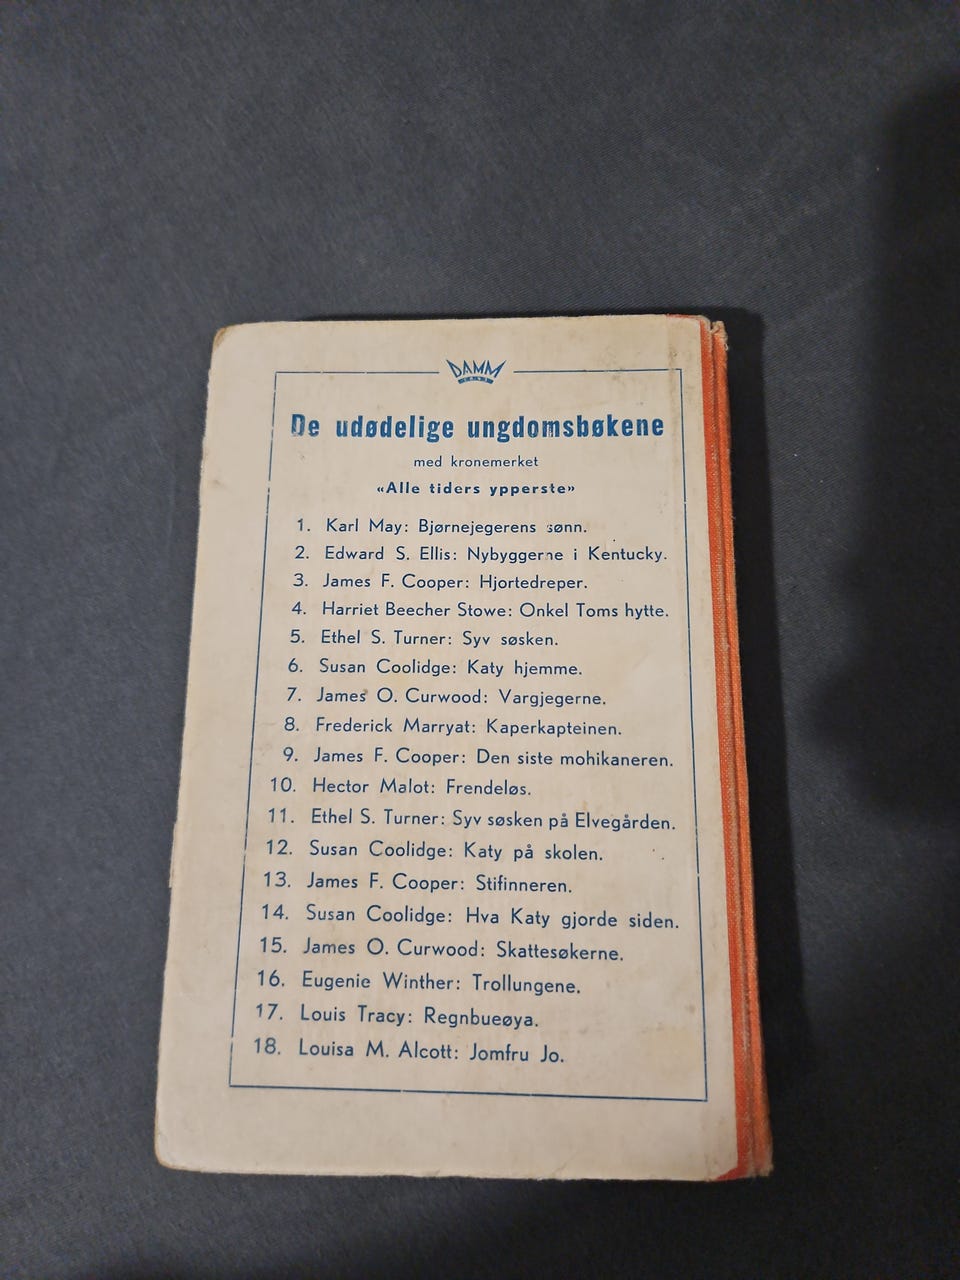 DAMM
1843
De udødelige ungdomsbøkene
med kronemerket
«Alle tiders ypperste»
1. Karl May: Bjørnejegerens sønn.
2. Edward S. Ellis: Nybyggerne i Kentucky.
3. James F. Cooper: Hjortedreper.
4. Harriet Beecher Stowe: Onkel Toms hytte.
5. Ethel S. Turner: Syv søsken.
6. Susan Coolidge: Katy hjemme.
7. James O. Curwood: Vargjegerne.
8. Frederick Marryat: Kaperkapteinen.
9. James F. Cooper: Den siste mohikaneren.
10. Hector Malot: Frendeløs.
11. Ethel S. Turner: Syv søsken på Elvegården.
12. Susan Coolidge: Katy på skolen.
13. James F. Cooper: Stifinneren.
14. Susan Coolidge: Hva Katy gjorde siden.
15. James O. Curwood: Skattesøkerne.
16. Eugenie Winther: Trollungene.
17. Louis Tracy: Regnbueøya.
18. Louisa M. Alcott: Jomfru Jo.